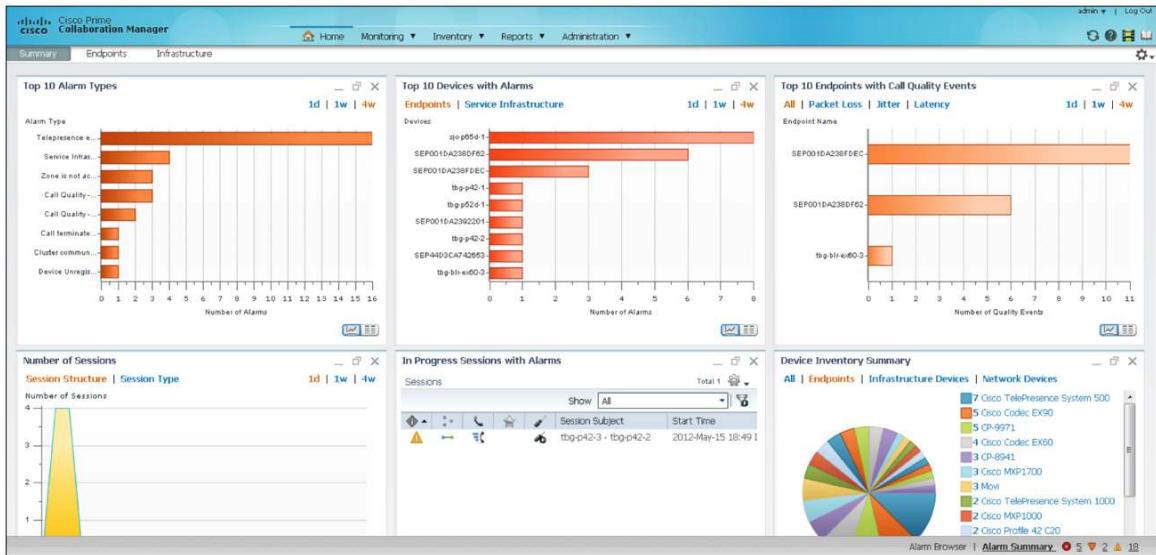 admin | Log Out
cisco
Cisco Prime
Collaboration Manager
Home Monitoring Inventory Reports Administration
Summary Endpoints Infrastructure
Top 10 Alarm Types
1d | 1w | 4w
Alarm Type
Telepresence e...
Service Infras...
Zone is not ac...
Call Quality -...
Call Quality -...
Call terminate...
Cluster commun...
Device Unregis...
0 1 2 3 4 5 6 7 8 9 10 11 12 13 14 15 16
Number of Alarms
Top 10 Devices with Alarms
Endpoints | Service Infrastructure 1d | 1w | 4w
Devices
sjo-p65d-1
SEP001DA238DF62
SEP001DA238FDEC
tbg-p42-1
tbg-p52d-1
SEP001DA2392201
tbg-p42-2
SEP44D3CA742663
tbg-blr-ex60-3
0 1 2 3 4 5 6 7 8
Number of Alarms
Top 10 Endpoints with Call Quality Events
All | Packet Loss | Jitter | Latency 1d | 1w | 4w
Endpoint Name
SEP001DA238FDEC
SEP001DA238DF62
tbg-blr-ex60-3
0 1 2 3 4 5 6 7 8 9 10 11
Number of Quality Events
Number of Sessions
Session Structure | Session Type 1d | 1w | 4w
Number of Sessions
4
3
2
1
In Progress Sessions with Alarms
Sessions Total 1
Show All
Session Subject Start Time
tbg-p42-3 - tbg-p42-2 2012-May-15 18:49 I
Device Inventory Summary
All | Endpoints | Infrastructure Devices | Network Devices
7 Cisco TelePresence System 500
5 Cisco Codec EX90
5 CP-9971
4 Cisco Codec EX60
3 CP-8941
3 Cisco MXP1700
3 Movi
2 Cisco TelePresence System 1000
2 Cisco MXP1000
2 Cisco Profile 42 C20
Alarm Browser | Alarm Summary 5 2 18